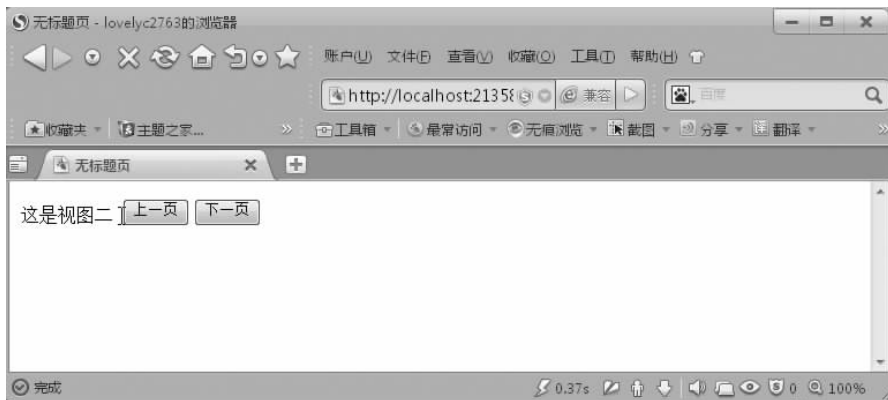 无标题页 - lovelyc2763的浏览器
账户(U) 文件(F) 查看(V) 收藏(O) 工具(T) 帮助(H)
http://localhost:21358 兼容 百度
收藏夹 主题之家... 工具箱 最常访问 无痕浏览 截图 分享 翻译
无标题页
这是视图二 上一页 下一页
完成 0.37s 0 100%